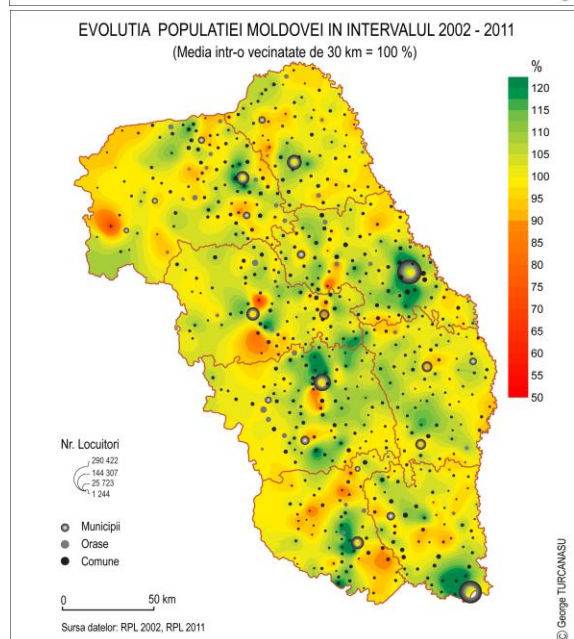 EVOLUTIA POPULATIEI MOLDOVEI IN INTERVALUL 2002 - 2011
(Media intr-o vecinatate de 30 km = 100 %)
%
120
115
110
105
100
95
90
85
80
75
70
65
60
55
50
Nr. Locuitori
290 422
144 307
25 723
1 244
Municipii
Orase
Comune
0 50 km
Sursa datelor: RPL 2002, RPL 2011
© George TURCANASU